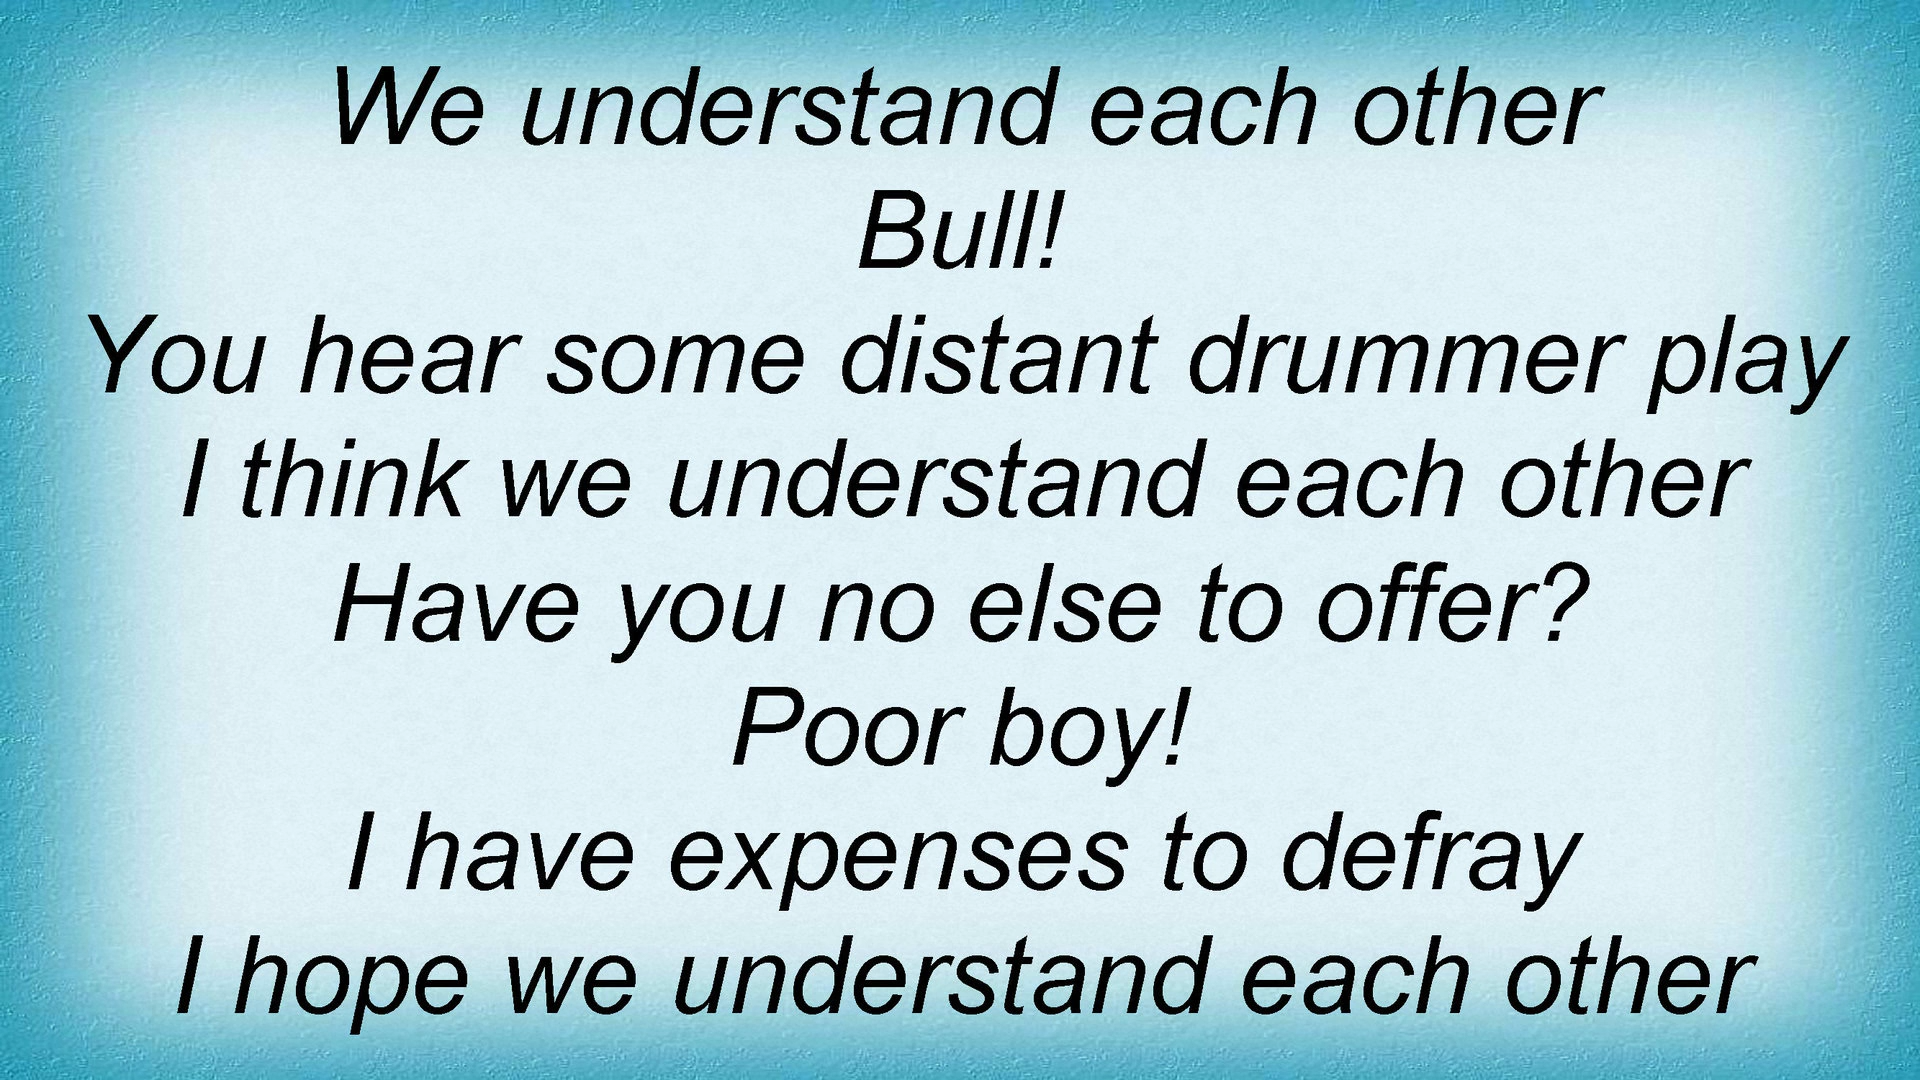 We understand each other
Bull!
You hear some distant drummer play
I think we understand each other
Have you no else to offer?
Poor boy!
I have expenses to defray
I hope we understand each other